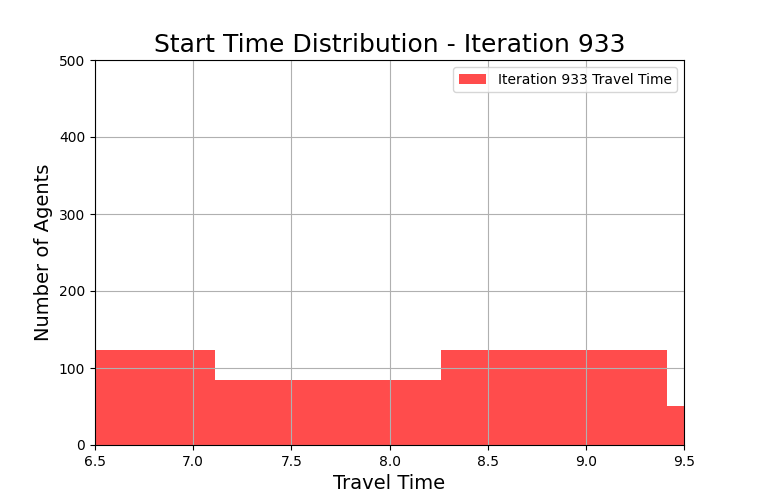 Start Time Distribution - Iteration 933
Iteration 933 Travel Time
Number of Agents
500
400
300
200
100
0
6.5 7.0 7.5 8.0 8.5 9.0 9.5
Travel Time